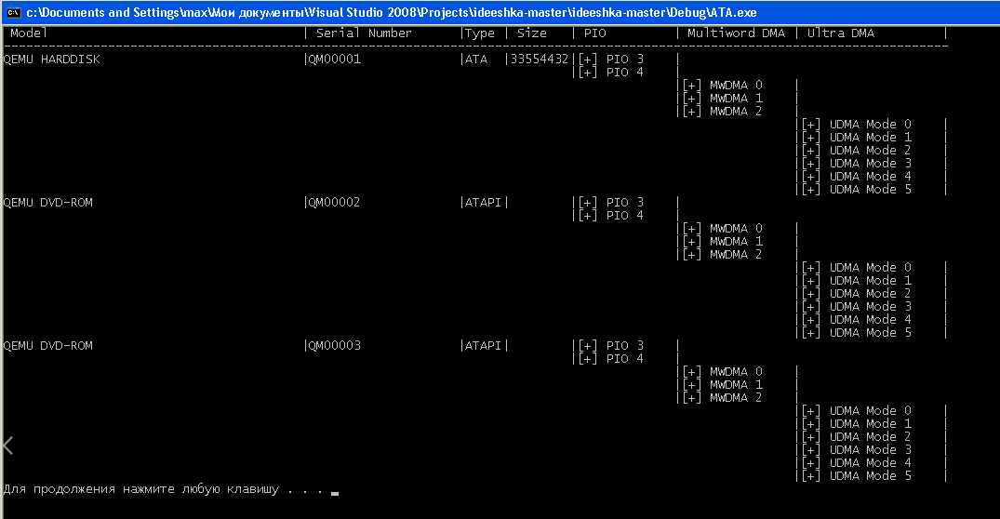 c:\Documents and Settings\max\Мои документы\Visual Studio 2008\Projects\ideeshka-master\ideeshka-master\Debug\ATA.exe
Model | Serial Number |Type | Size | PIO | Multiword DMA | Ultra DMA |
-------------------------------------------------------------------------------------------------------------------------------
QEMU HARDDISK |QM00001 |ATA |33554432|[+] PIO 3 |
|[+] PIO 4 |
|[+] MWDMA 0 |
|[+] MWDMA 1 |
|[+] MWDMA 2 |
|[+] UDMA Mode 0 |
|[+] UDMA Mode 1 |
|[+] UDMA Mode 2 |
|[+] UDMA Mode 3 |
|[+] UDMA Mode 4 |
|[+] UDMA Mode 5 |
QEMU DVD-ROM |QM00002 |ATAPI| |[+] PIO 3 |
|[+] PIO 4 |
|[+] MWDMA 0 |
|[+] MWDMA 1 |
|[+] MWDMA 2 |
|[+] UDMA Mode 0 |
|[+] UDMA Mode 1 |
|[+] UDMA Mode 2 |
|[+] UDMA Mode 3 |
|[+] UDMA Mode 4 |
|[+] UDMA Mode 5 |
QEMU DVD-ROM |QM00003 |ATAPI| |[+] PIO 3 |
|[+] PIO 4 |
|[+] MWDMA 0 |
|[+] MWDMA 1 |
|[+] MWDMA 2 |
|[+] UDMA Mode 0 |
|[+] UDMA Mode 1 |
|[+] UDMA Mode 2 |
|[+] UDMA Mode 3 |
|[+] UDMA Mode 4 |
|[+] UDMA Mode 5 |
Для продолжения нажмите любую клавишу . . .